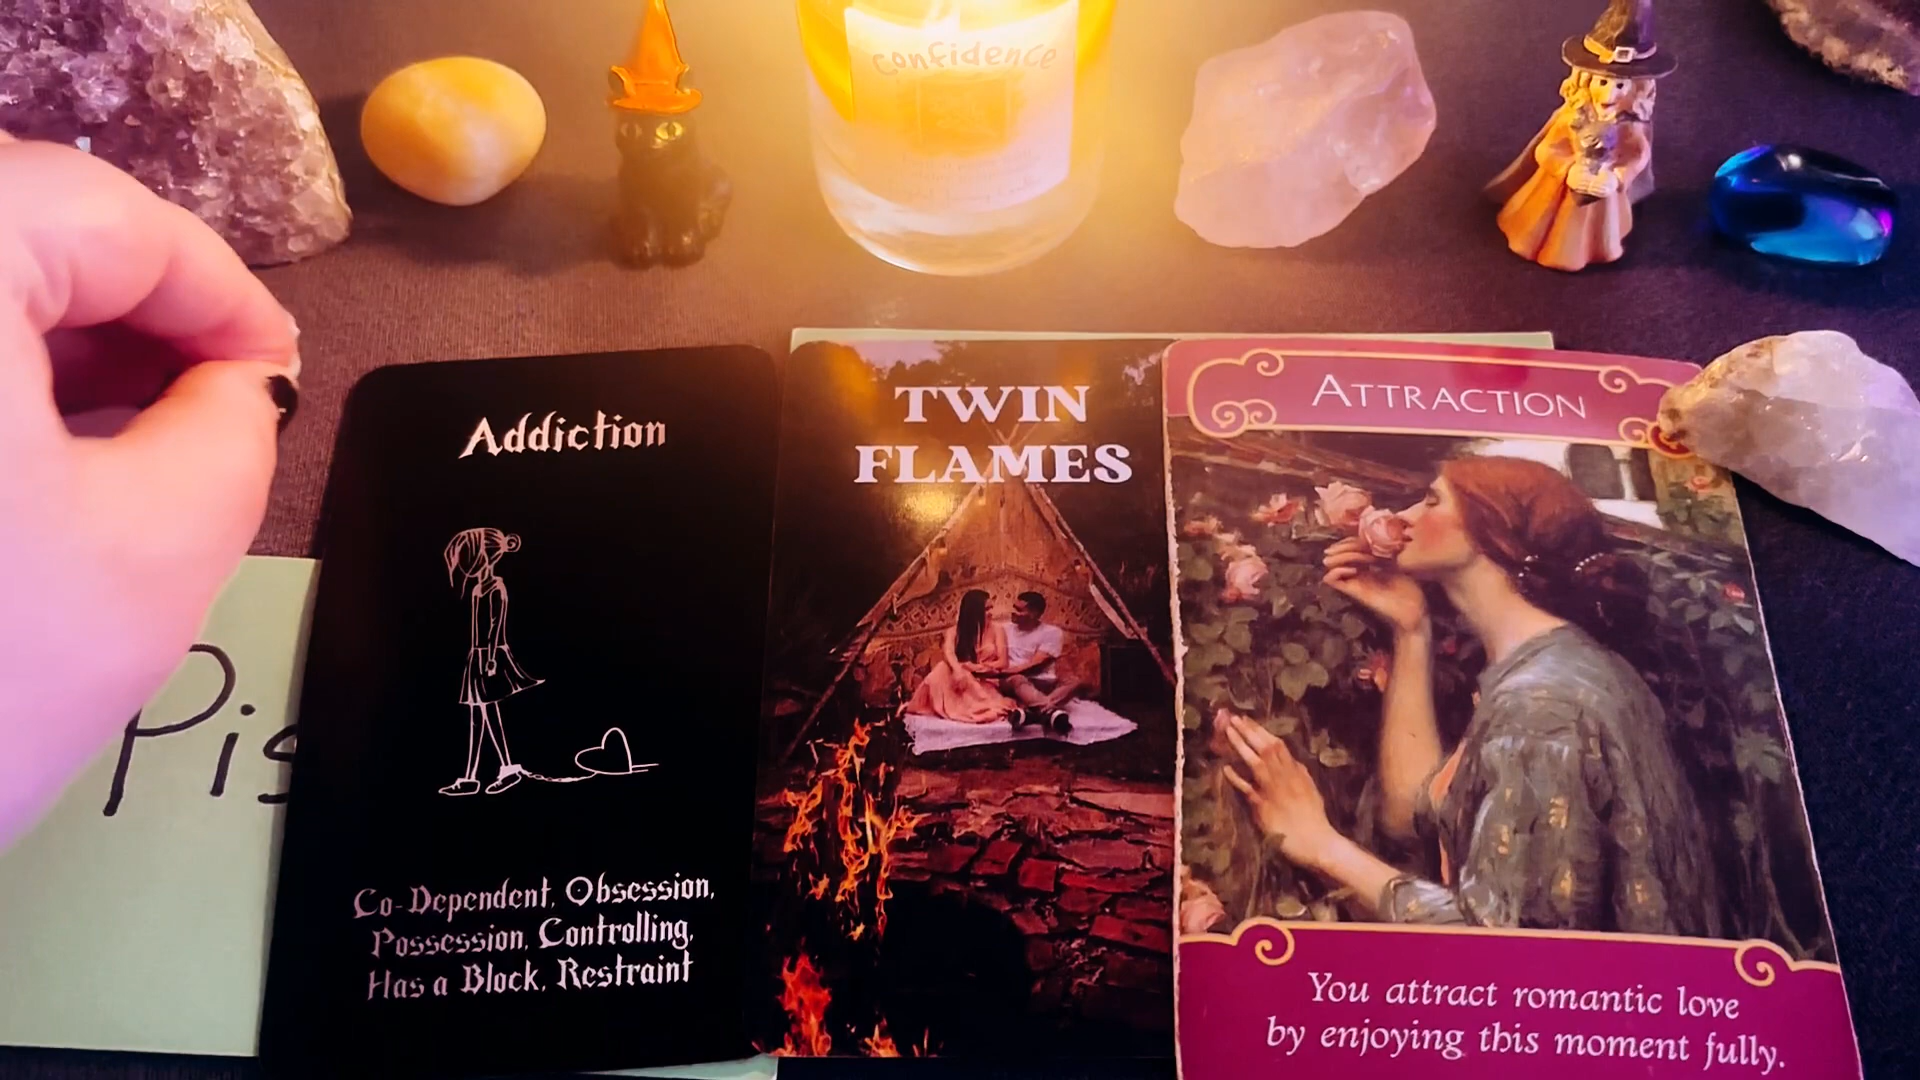 confidence
Addiction
Co-Dependent, Obsession,
Possession, Controlling,
Has a Block, Restraint
TWIN
FLAMES
ATTRACTION
You attract romantic love
by enjoying this moment fully.
Pis